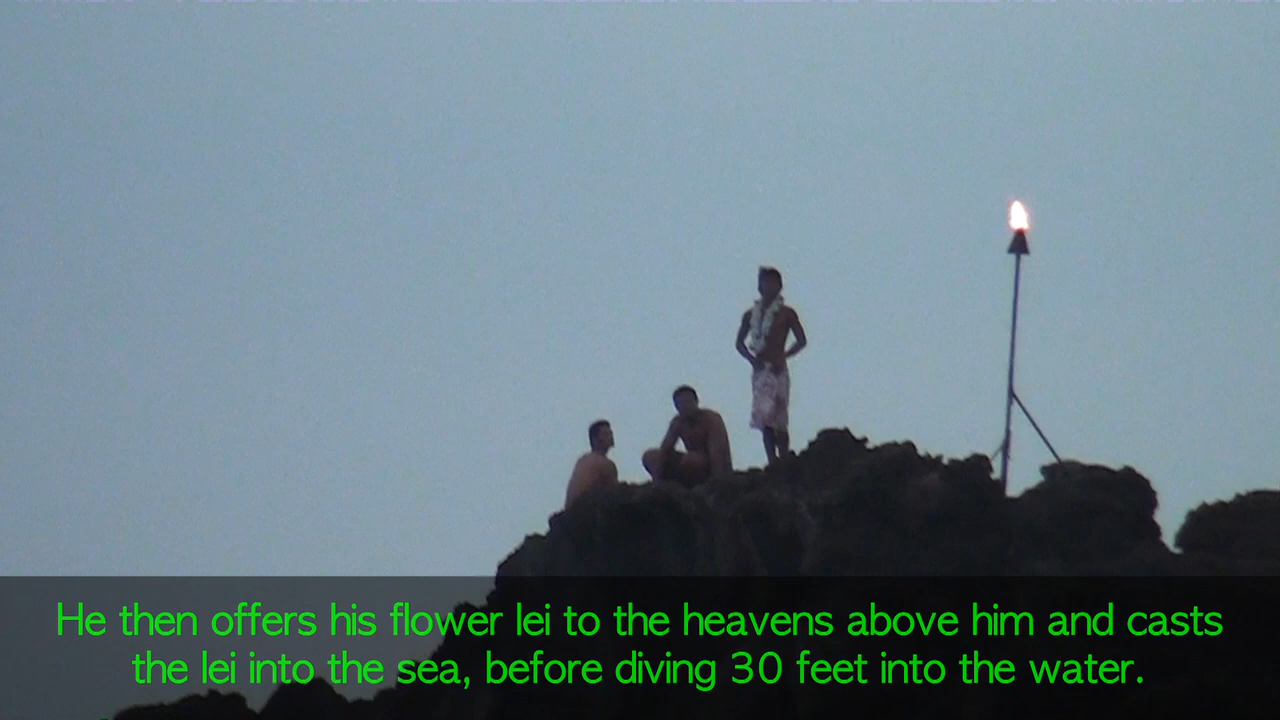 He then offers his flower lei to the heavens above him and casts
the lei into the sea, before diving 30 feet into the water.